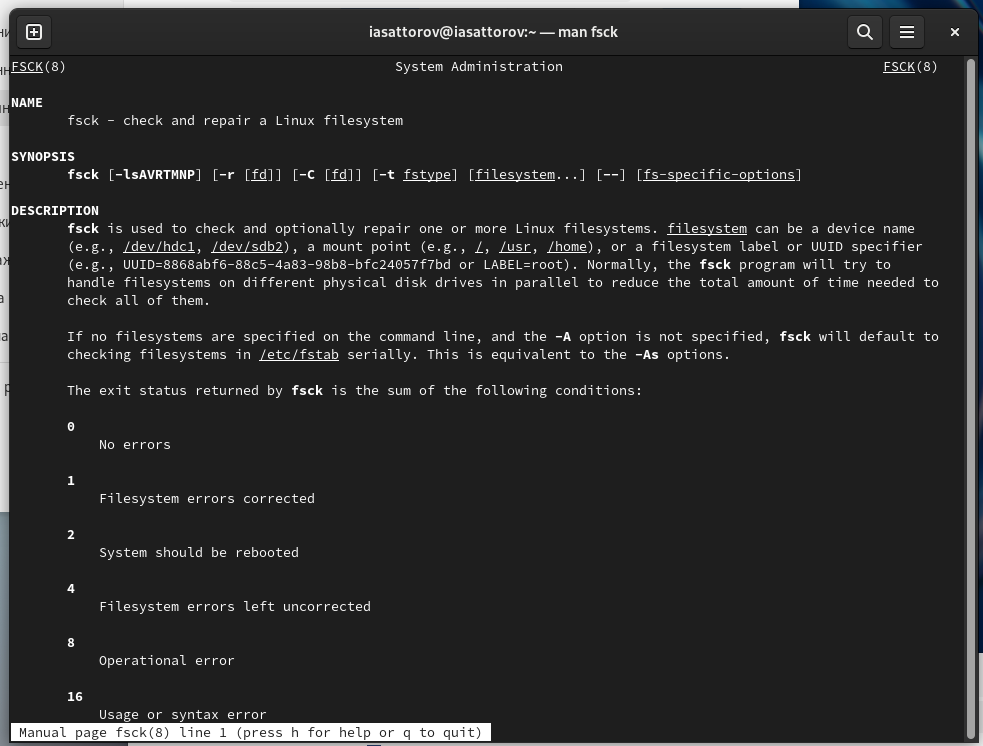 iasattorov@iasattorov:~ — man fsck
FSCK(8) System Administration FSCK(8)
NAME
fsck - check and repair a Linux filesystem
SYNOPSIS
fsck [-lsAVRTMNP] [-r [fd]] [-C [fd]] [-t fstype] [filesystem...] [--] [fs-specific-options]
DESCRIPTION
fsck is used to check and optionally repair one or more Linux filesystems. filesystem can be a device name
(e.g., /dev/hdc1, /dev/sdb2), a mount point (e.g., /, /usr, /home), or a filesystem label or UUID specifier
(e.g., UUID=8868abf6-88c5-4a83-98b8-bfc24057f7bd or LABEL=root). Normally, the fsck program will try to
handle filesystems on different physical disk drives in parallel to reduce the total amount of time needed to
check all of them.
If no filesystems are specified on the command line, and the -A option is not specified, fsck will default to
checking filesystems in /etc/fstab serially. This is equivalent to the -As options.
The exit status returned by fsck is the sum of the following conditions:
0
No errors
1
Filesystem errors corrected
2
System should be rebooted
4
Filesystem errors left uncorrected
8
Operational error
16
Usage or syntax error
Manual page fsck(8) line 1 (press h for help or q to quit)